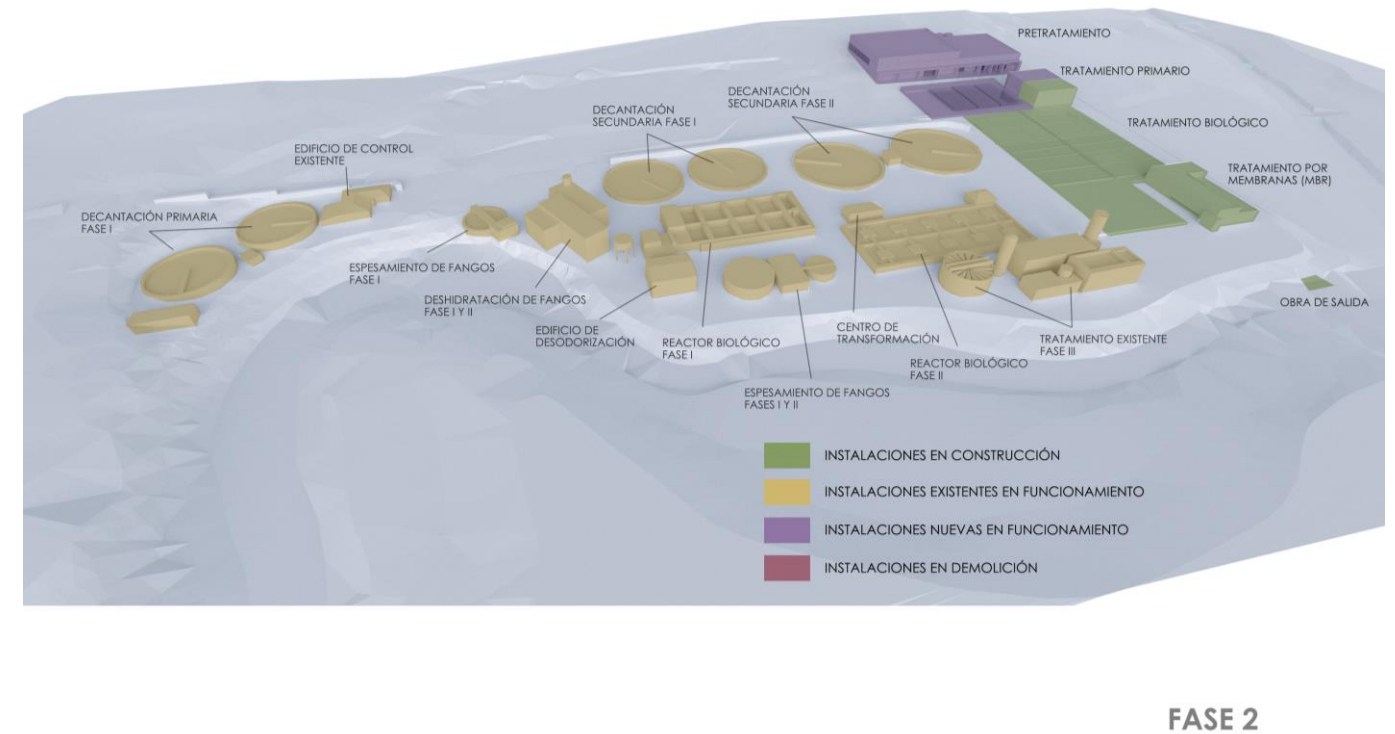 PRETRATAMIENTO
TRATAMIENTO PRIMARIO
DECANTACIÓN
SECUNDARIA FASE II
DECANTACIÓN
SECUNDARIA FASE I
TRATAMIENTO BIOLÓGICO
EDIFICIO DE CONTROL
EXISTENTE
TRATAMIENTO POR
MEMBRANAS (MBR)
DECANTACIÓN PRIMARIA
FASE I
ESPESAMIENTO DE FANGOS
FASE I
DESHIDRATACIÓN DE FANGOS
FASE I Y II
OBRA DE SALIDA
EDIFICIO DE
DESODORIZACIÓN
REACTOR BIOLÓGICO
FASE I
CENTRO DE
TRANSFORMACIÓN
TRATAMIENTO EXISTENTE
FASE III
REACTOR BIOLÓGICO
FASE II
ESPESAMIENTO DE FANGOS
FASES I Y II
INSTALACIONES EN CONSTRUCCIÓN
INSTALACIONES EXISTENTES EN FUNCIONAMIENTO
INSTALACIONES NUEVAS EN FUNCIONAMIENTO
INSTALACIONES EN DEMOLICIÓN
FASE 2